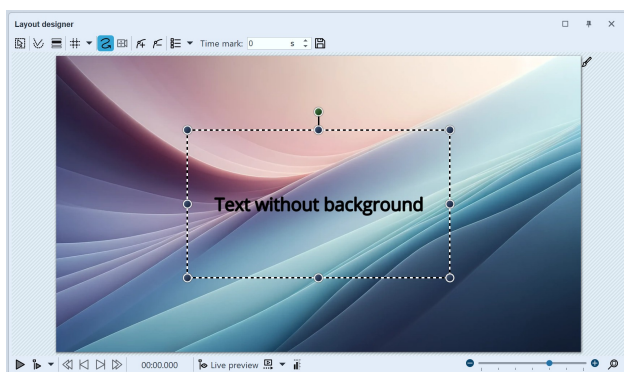 Layout designer
Time mark: 0 s
Text without background
00:00.000 Live preview